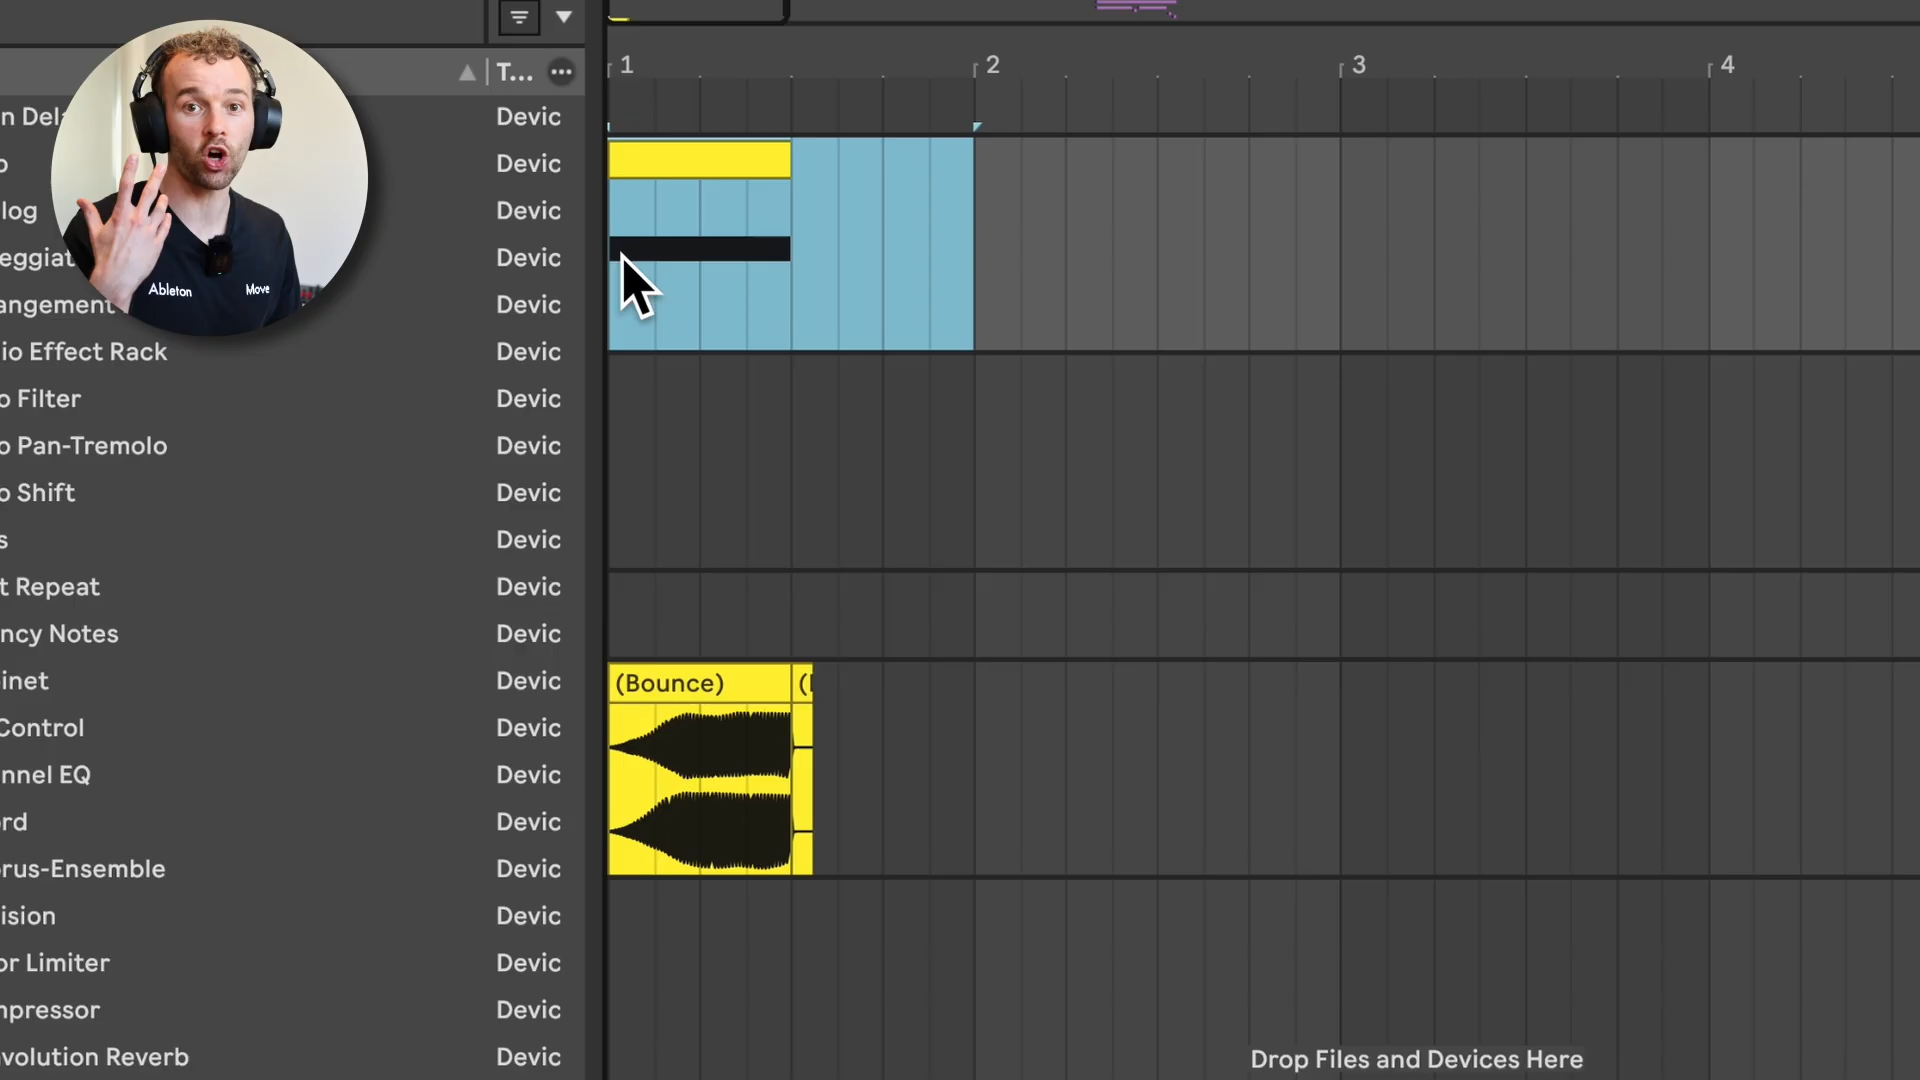 1 2 3 4
T...
n Dela Devic
o Devic
log Devic
eggiat Devic
angement Devic
io Effect Rack Devic
o Filter Devic
o Pan-Tremolo Devic
o Shift Devic
s Devic
t Repeat Devic
ncy Notes Devic
inet Devic
Control Devic
nnel EQ Devic
rd Devic
rus-Ensemble Devic
ision Devic
or Limiter Devic
mpressor Devic
nvolution Reverb Devic
Ableton Move
(Bounce) (
Drop Files and Devices Here